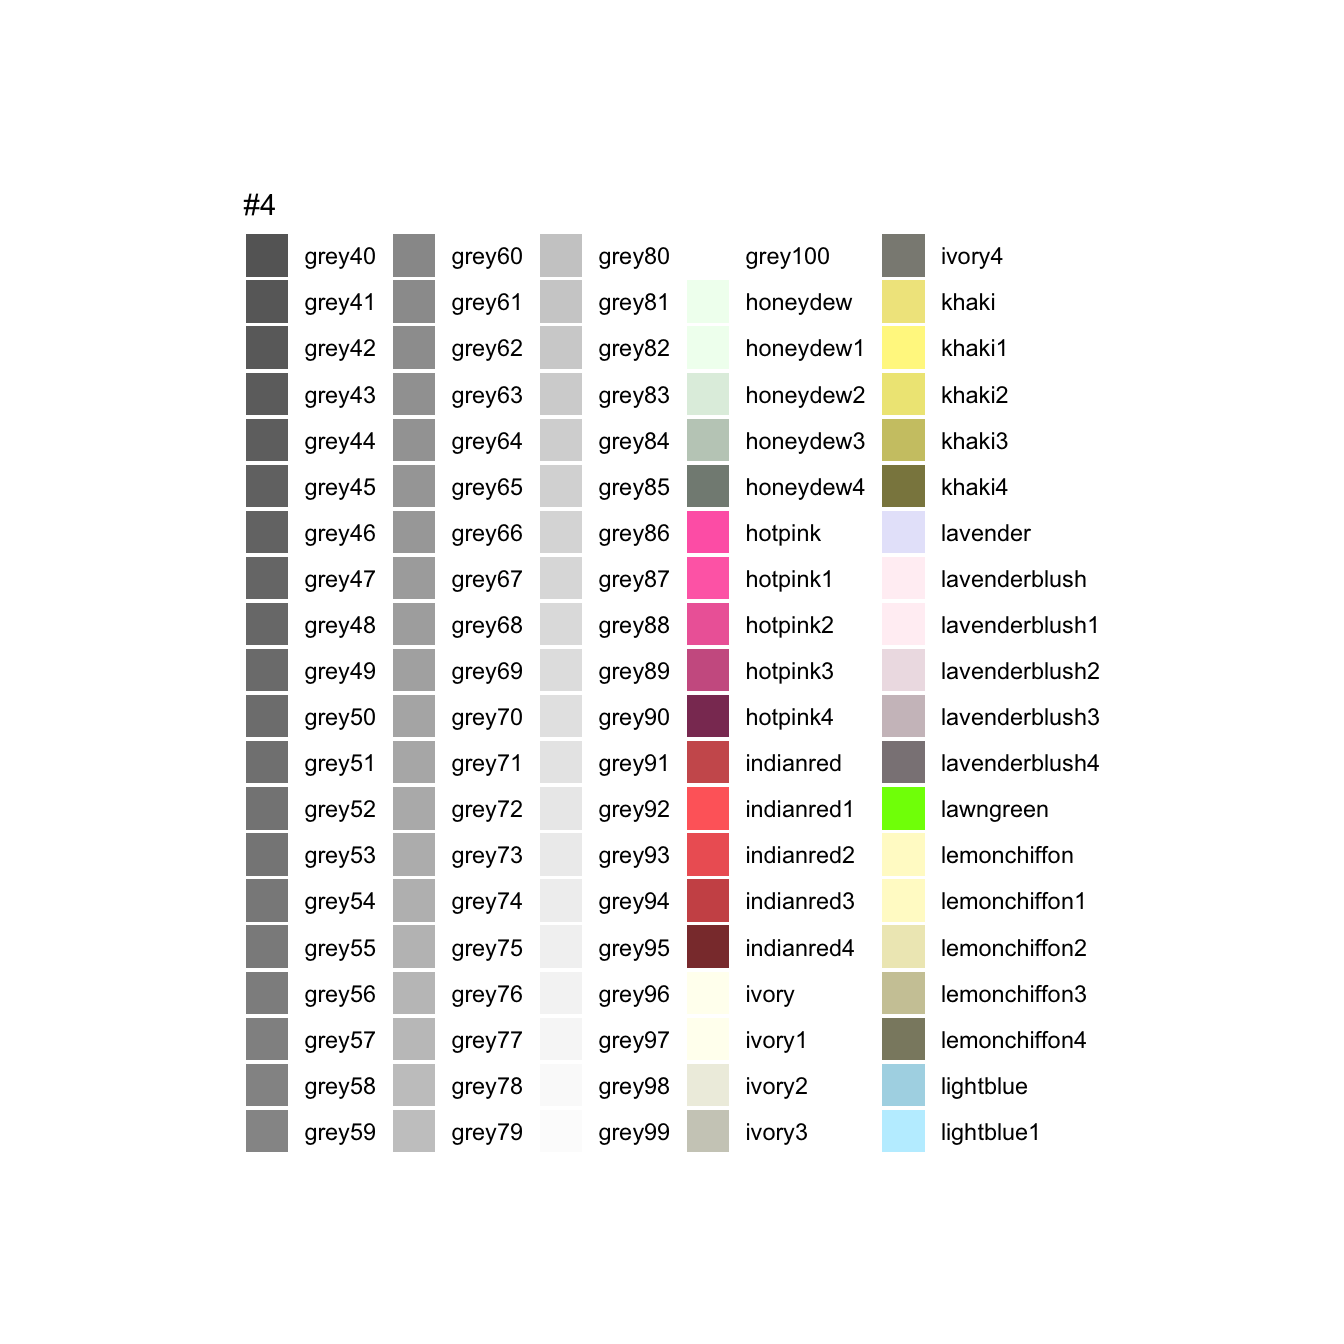 #4
grey40 grey60 grey80 grey100 ivory4
grey41 grey61 grey81 honeydew khaki
grey42 grey62 grey82 honeydew1 khaki1
grey43 grey63 grey83 honeydew2 khaki2
grey44 grey64 grey84 honeydew3 khaki3
grey45 grey65 grey85 honeydew4 khaki4
grey46 grey66 grey86 hotpink lavender
grey47 grey67 grey87 hotpink1 lavenderblush
grey48 grey68 grey88 hotpink2 lavenderblush1
grey49 grey69 grey89 hotpink3 lavenderblush2
grey50 grey70 grey90 hotpink4 lavenderblush3
grey51 grey71 grey91 indianred lavenderblush4
grey52 grey72 grey92 indianred1 lawngreen
grey53 grey73 grey93 indianred2 lemonchiffon
grey54 grey74 grey94 indianred3 lemonchiffon1
grey55 grey75 grey95 indianred4 lemonchiffon2
grey56 grey76 grey96 ivory lemonchiffon3
grey57 grey77 grey97 ivory1 lemonchiffon4
grey58 grey78 grey98 ivory2 lightblue
grey59 grey79 grey99 ivory3 lightblue1